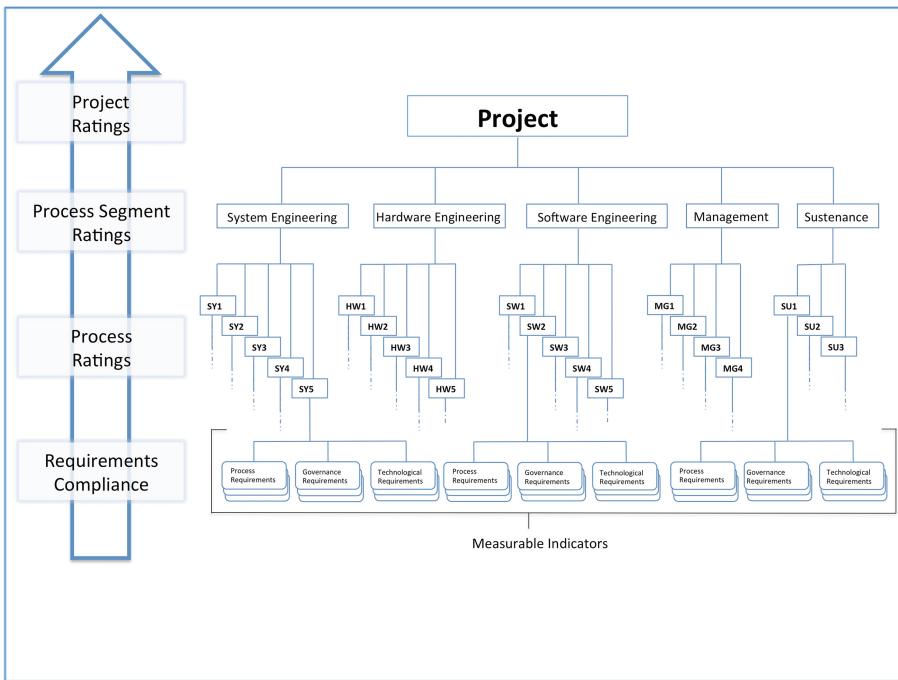 Project
Ratings
Project
Process Segment
Ratings
System Engineering
Hardware Engineering
Software Engineering
Management
Sustenance
SY1
SY2
SY3
SY4
SY5
HW1
HW2
HW3
HW4
HW5
SW1
SW2
SW3
SW4
SW5
MG1
MG2
MG3
MG4
SU1
SU2
SU3
Process
Ratings
Requirements
Compliance
Process
Requirements
Governance
Requirements
Technological
Requirements
Process
Requirements
Governance
Requirements
Technological
Requirements
Process
Requirements
Governance
Requirements
Technological
Requirements
Measurable Indicators